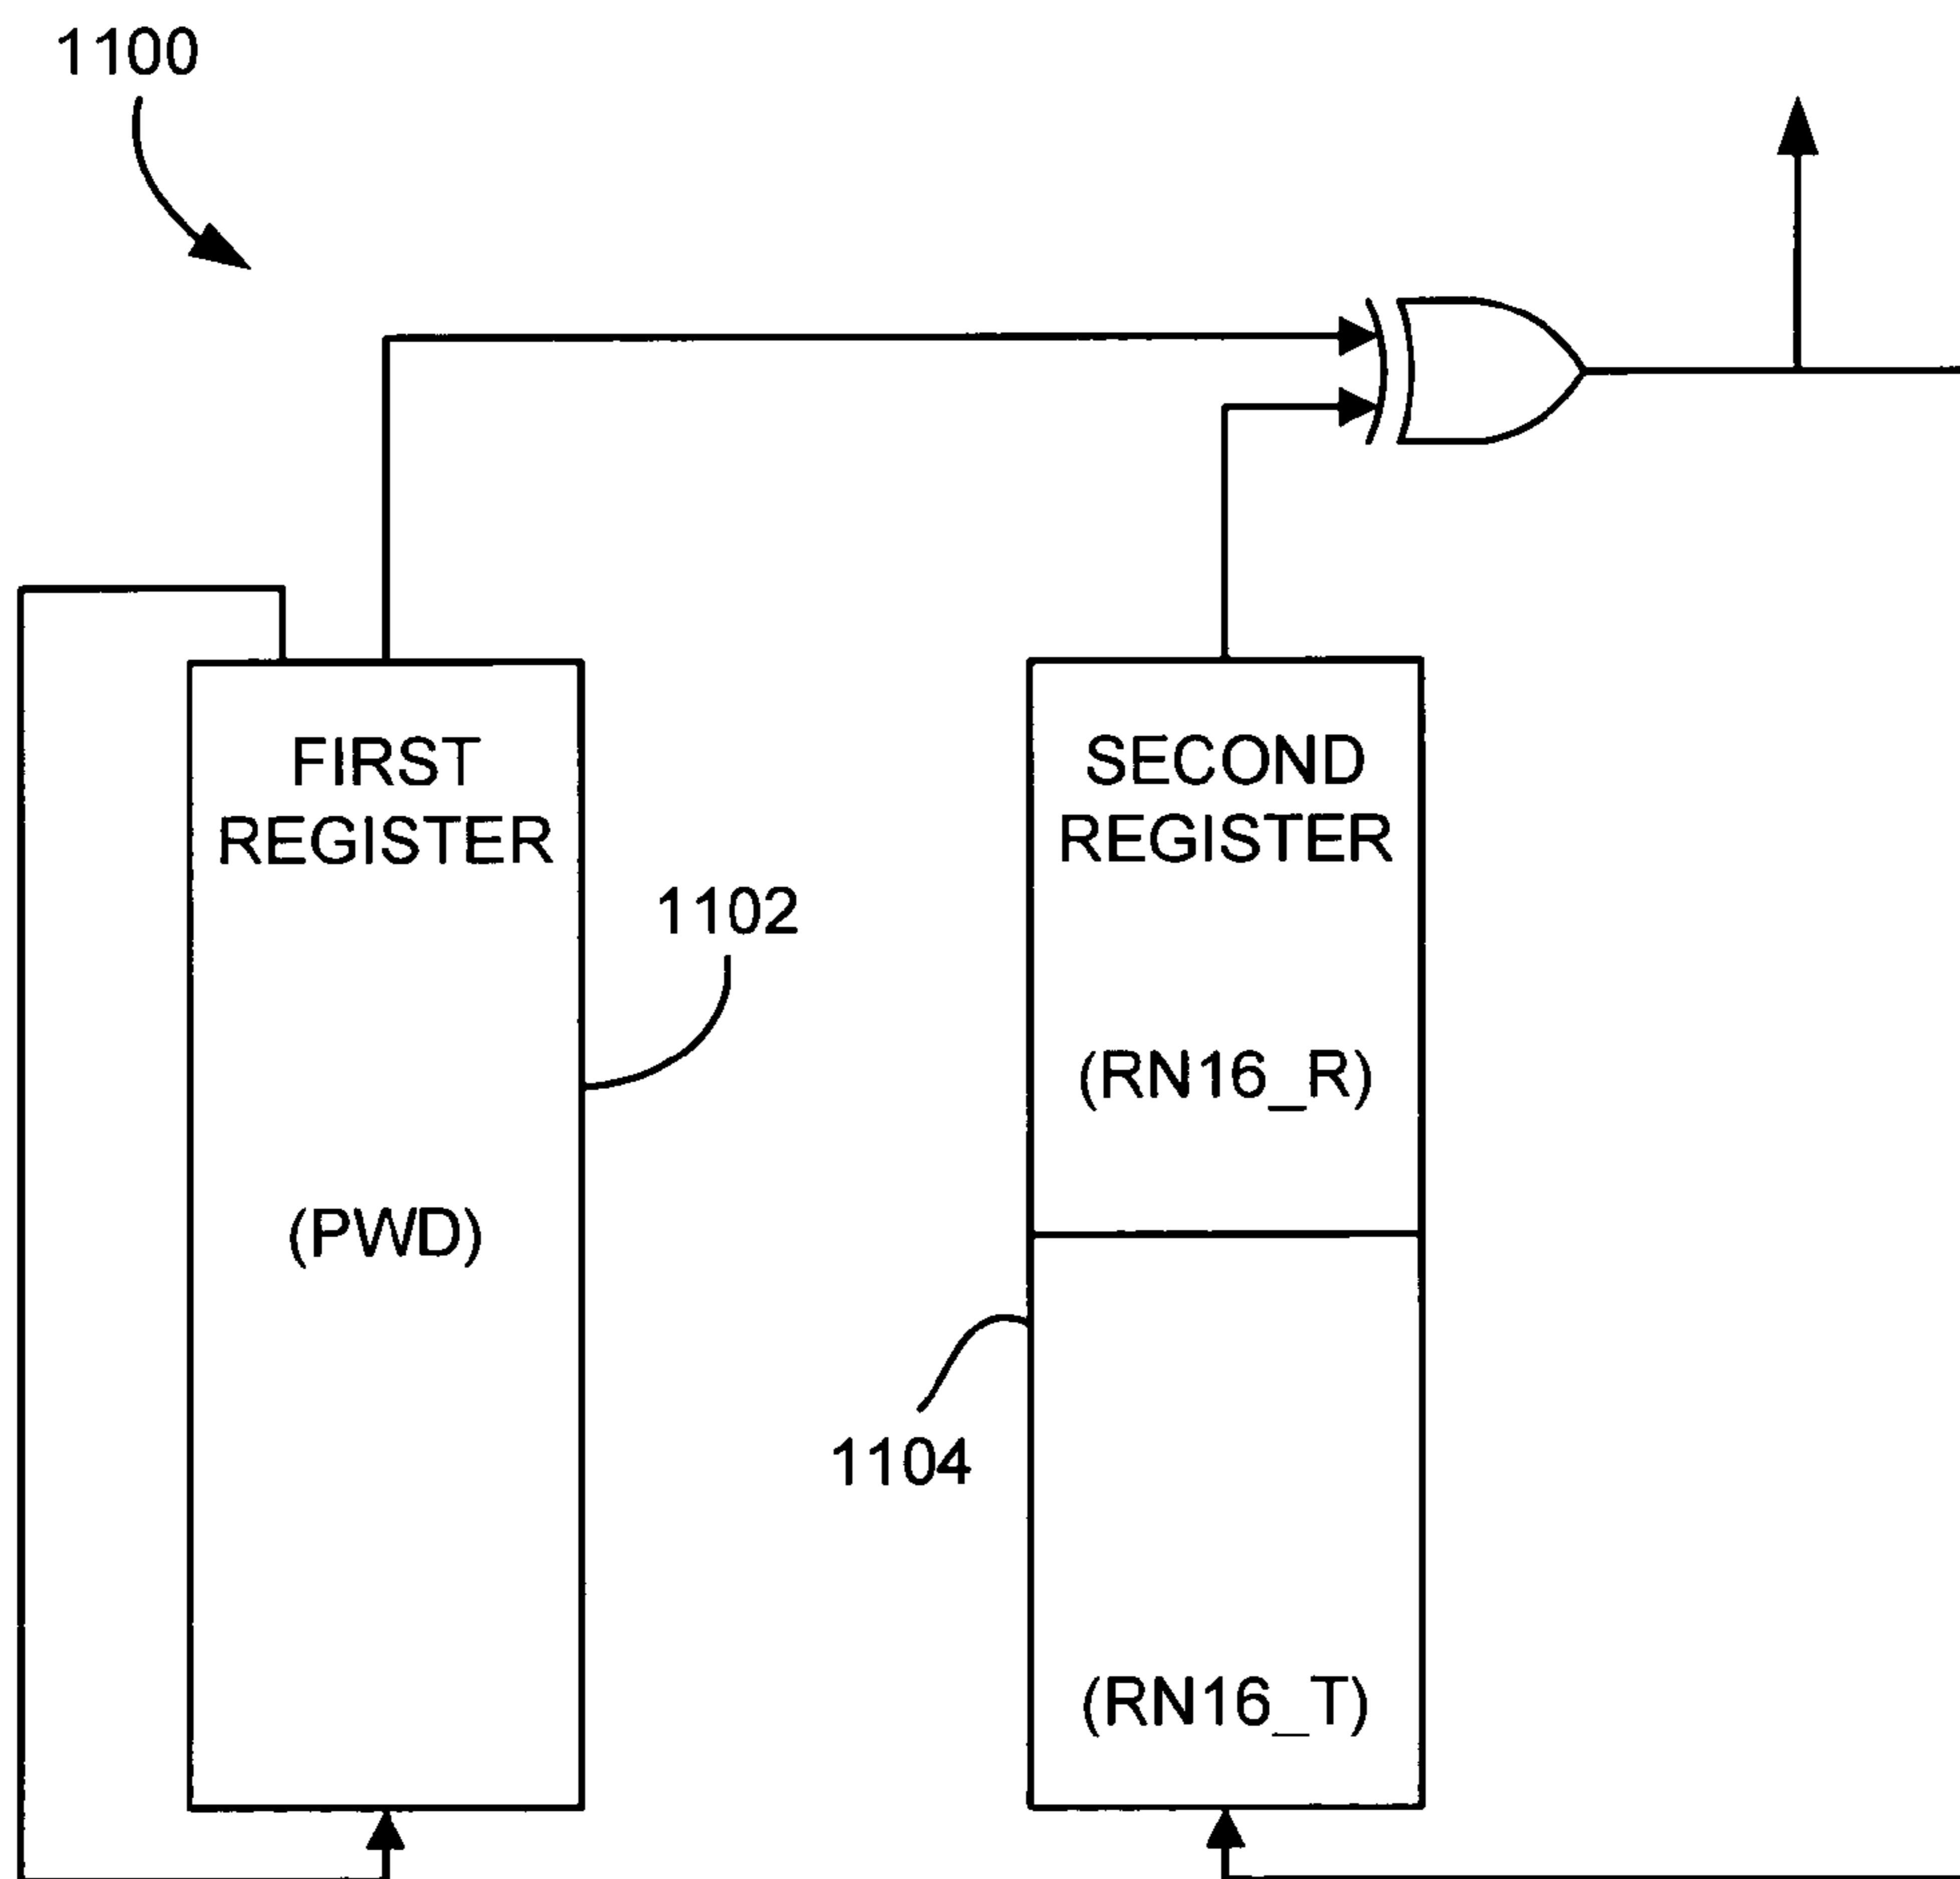 1100
FIRST
REGISTER
1102
(PWD)
SECOND
REGISTER
(RN16_R)
1104
(RN16_T)